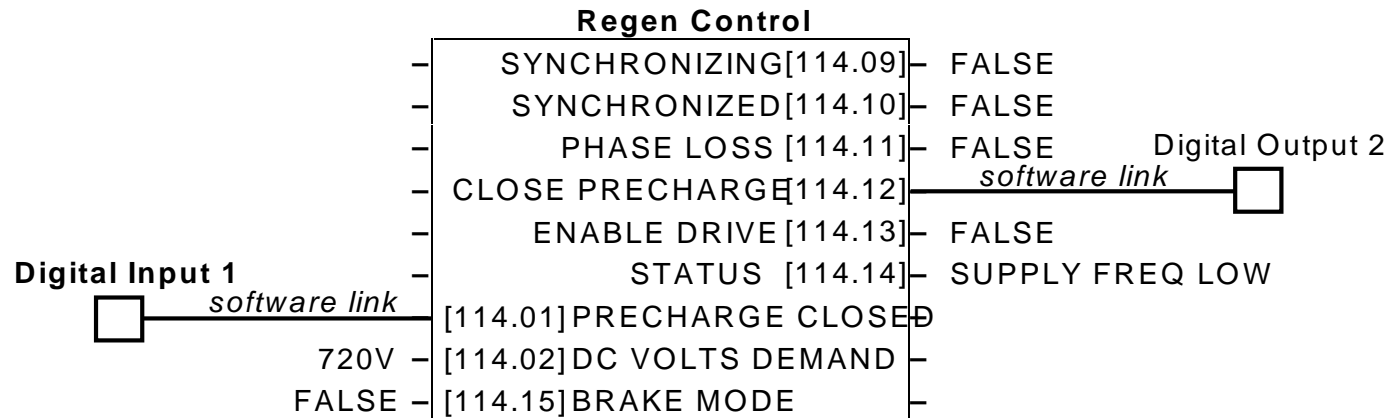 Regen Control
SYNCHRONIZING [114.09] FALSE
SYNCHRONIZED [114.10] FALSE
PHASE LOSS [114.11] FALSE Digital Output 2
CLOSE PRECHARGE [114.12] software link
ENABLE DRIVE [114.13] FALSE
STATUS [114.14] SUPPLY FREQ LOW
Digital Input 1
software link
[114.01] PRECHARGE CLOSED
720V [114.02] DC VOLTS DEMAND
FALSE [114.15] BRAKE MODE